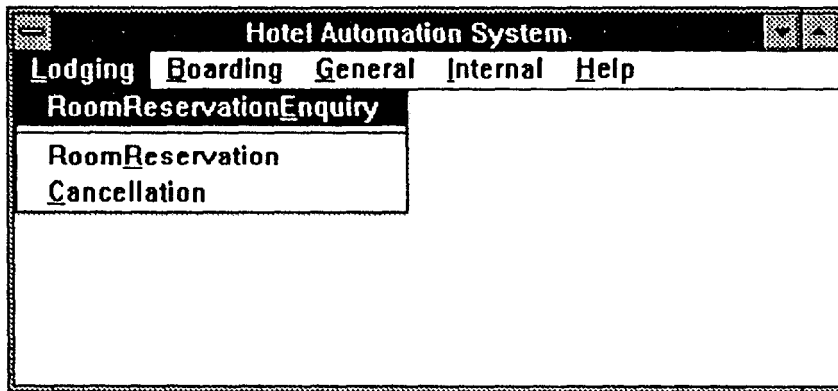 Hotel Automation System
Lodging Boarding General Internal Help
RoomReservationEnquiry
RoomReservation
Cancellation